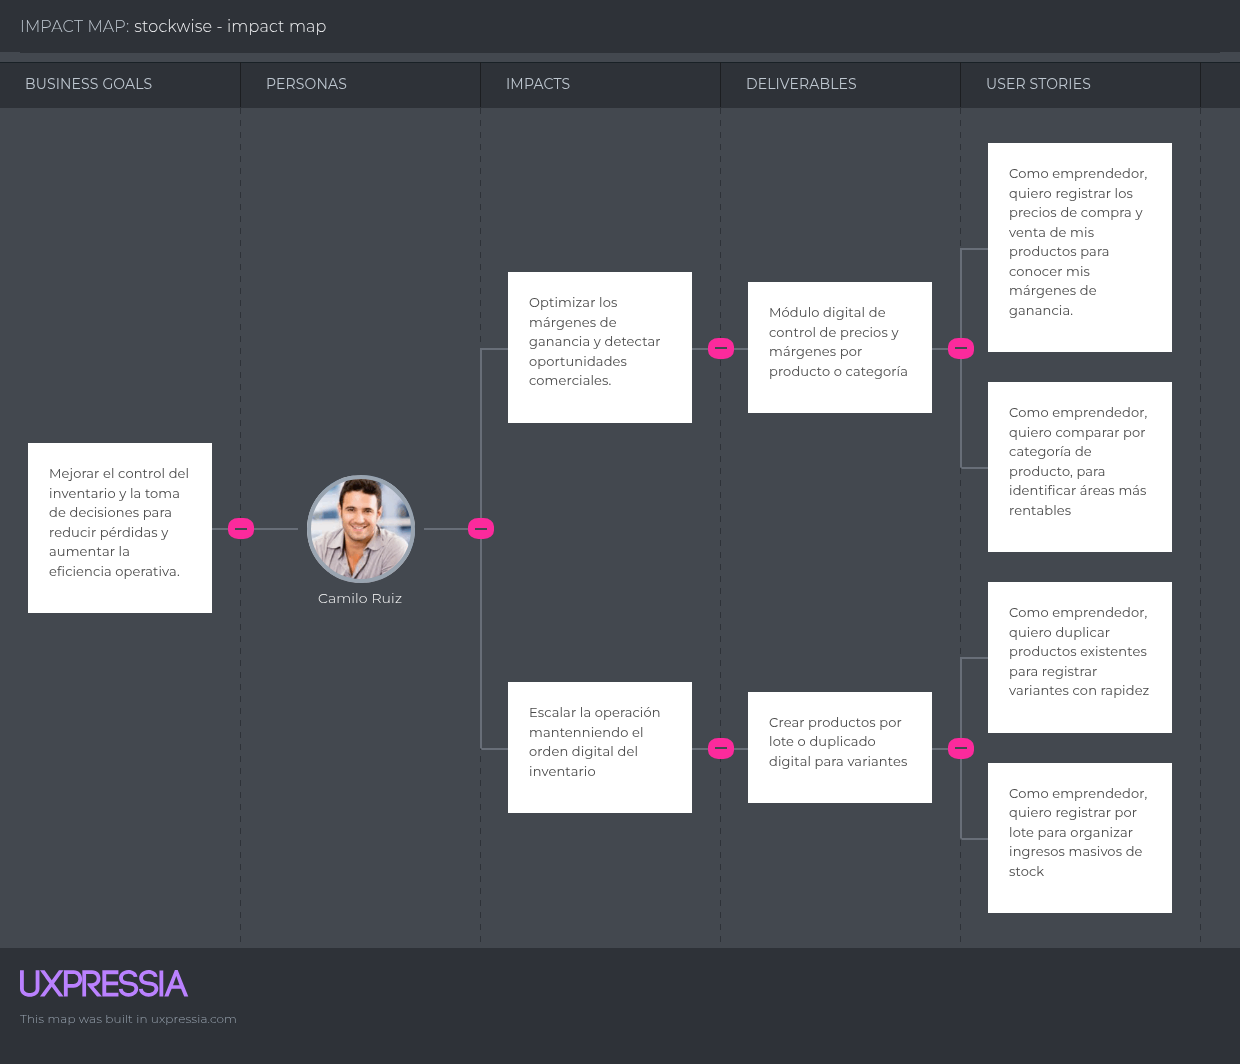 IMPACT MAP: stockwise - impact map
BUSINESS GOALS
PERSONAS
IMPACTS
DELIVERABLES
USER STORIES
Mejorar el control del
inventario y la toma
de decisiones para
reducir pérdidas y
aumentar la
eficiencia operativa.
Camilo Ruiz
Optimizar los
márgenes de
ganancia y detectar
oportunidades
comerciales.
Módulo digital de
control de precios y
márgenes por
producto o categoría
Como emprendedor,
quiero registrar los
precios de compra y
venta de mis
productos para
conocer mis
márgenes de
ganancia.
Como emprendedor,
quiero comparar por
categoría de
producto, para
identificar áreas más
rentables
Escalar la operación
mantenniendo el
orden digital del
inventario
Crear productos por
lote o duplicado
digital para variantes
Como emprendedor,
quiero duplicar
productos existentes
para registrar
variantes con rapidez
Como emprendedor,
quiero registrar por
lote para organizar
ingresos masivos de
stock
UXPRESSIA
This map was built in uxpressia.com